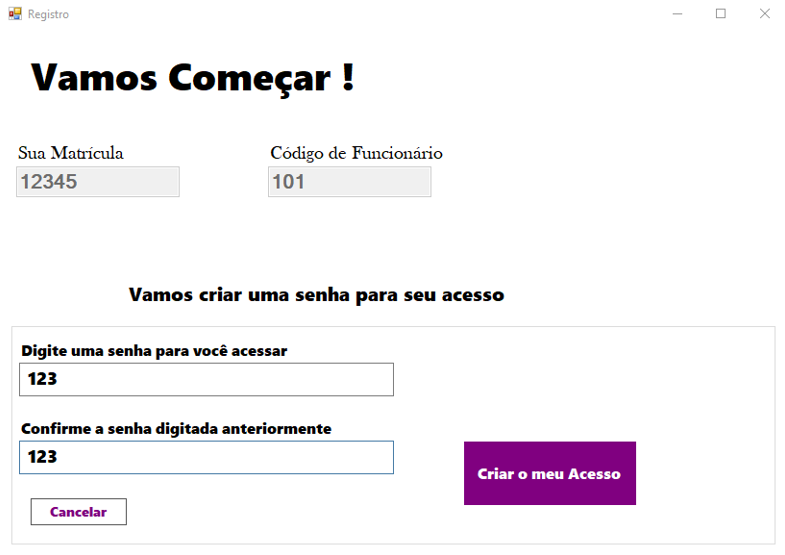 Registro
Vamos Começar !
Sua Matrícula
Código de Funcionário
12345
101
Vamos criar uma senha para seu acesso
Digite uma senha para você acessar
123
Confirme a senha digitada anteriormente
123
Criar o meu Acesso
Cancelar